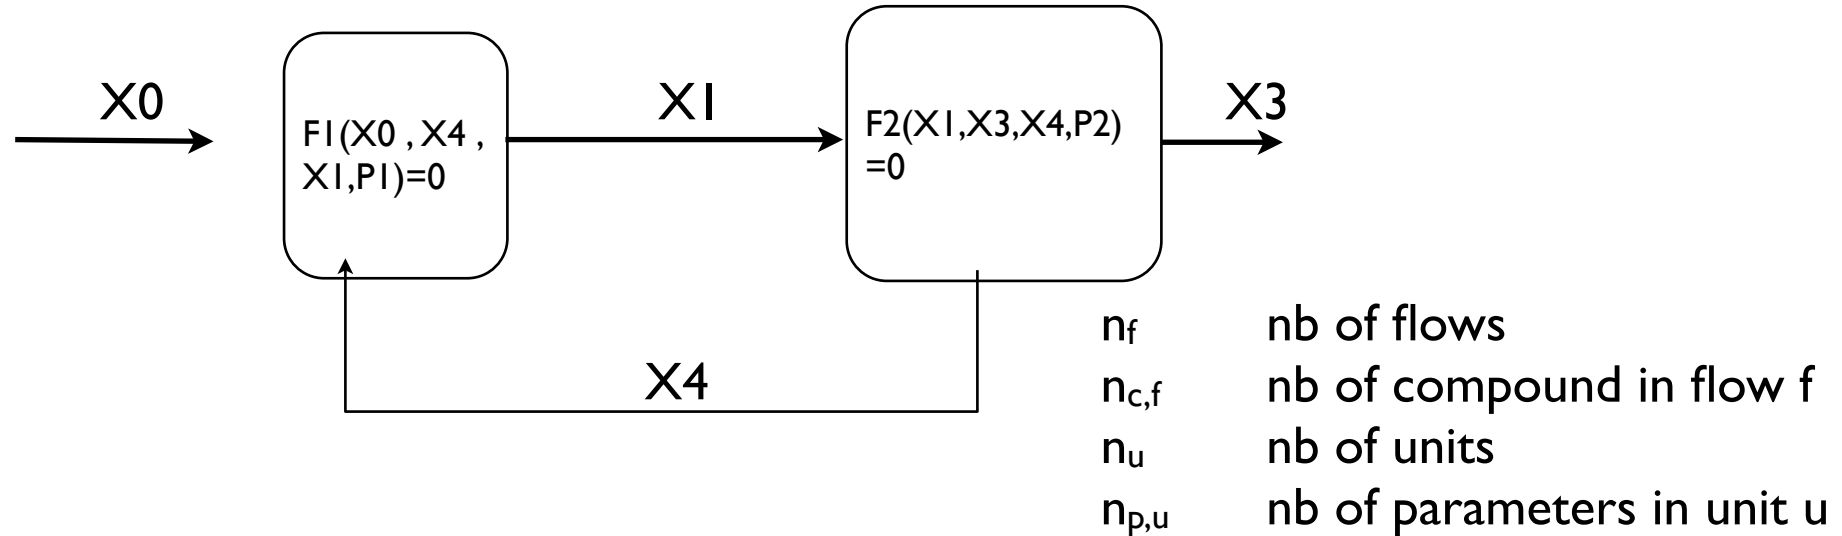 X0
X1
X3
F1(X0 , X4 ,
X1,P1)=0
F2(X1,X3,X4,P2)
=0
X4
nf nb of flows
nc,f nb of compound in flow f
nu nb of units
np,u nb of parameters in unit u